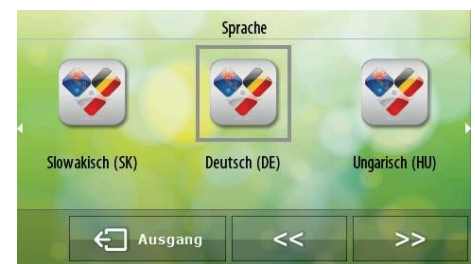 Sprache
Slowakisch (SK)
Deutsch (DE)
Ungarisch (HU)
Ausgang
<<
>>